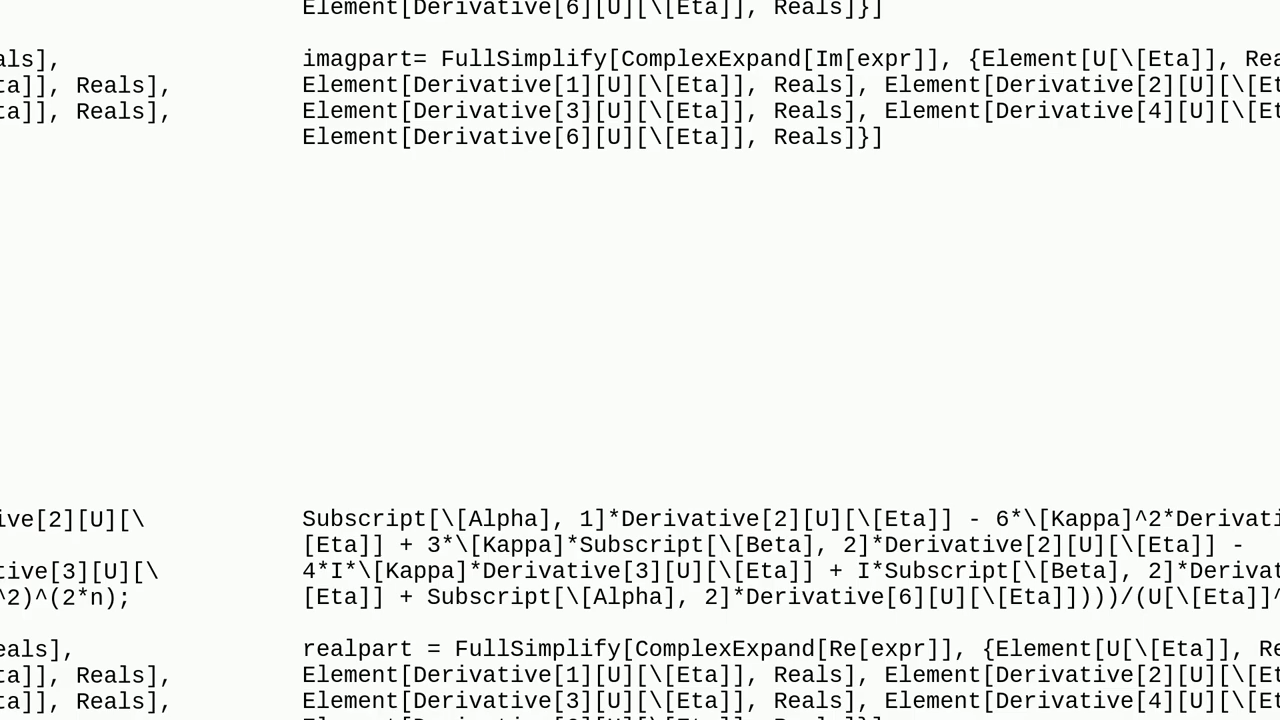 Element[Derivative[6][U][\[Eta]], Reals]}]
als],
imagpart= FullSimplify[ComplexExpand[Im[expr]], {Element[U[\[Eta]], Rea
ta]], Reals],
Element[Derivative[1][U][\[Eta]], Reals], Element[Derivative[2][U][\[Et
ta]], Reals],
Element[Derivative[3][U][\[Eta]], Reals], Element[Derivative[4][U][\[Et
Element[Derivative[6][U][\[Eta]], Reals]}]
ive[2][U][\
Subscript[\[Alpha], 1]*Derivative[2][U][\[Eta]] - 6*\[Kappa]^2*Derivati
[Eta]] + 3*\[Kappa]*Subscript[\[Beta], 2]*Derivative[2][U][\[Eta]] -
tive[3][U][\
4*I*\[Kappa]*Derivative[3][U][\[Eta]] + I*Subscript[\[Beta], 2]*Derivat
^2)^(2*n);
[Eta]] + Subscript[\[Alpha], 2]*Derivative[6][U][\[Eta]])))/(U[\[Eta]]^
eals],
realpart = FullSimplify[ComplexExpand[Re[expr]], {Element[U[\[Eta]], Re
ta]], Reals],
Element[Derivative[1][U][\[Eta]], Reals], Element[Derivative[2][U][\[Et
ta]], Reals],
Element[Derivative[3][U][\[Eta]], Reals], Element[Derivative[4][U][\[Et